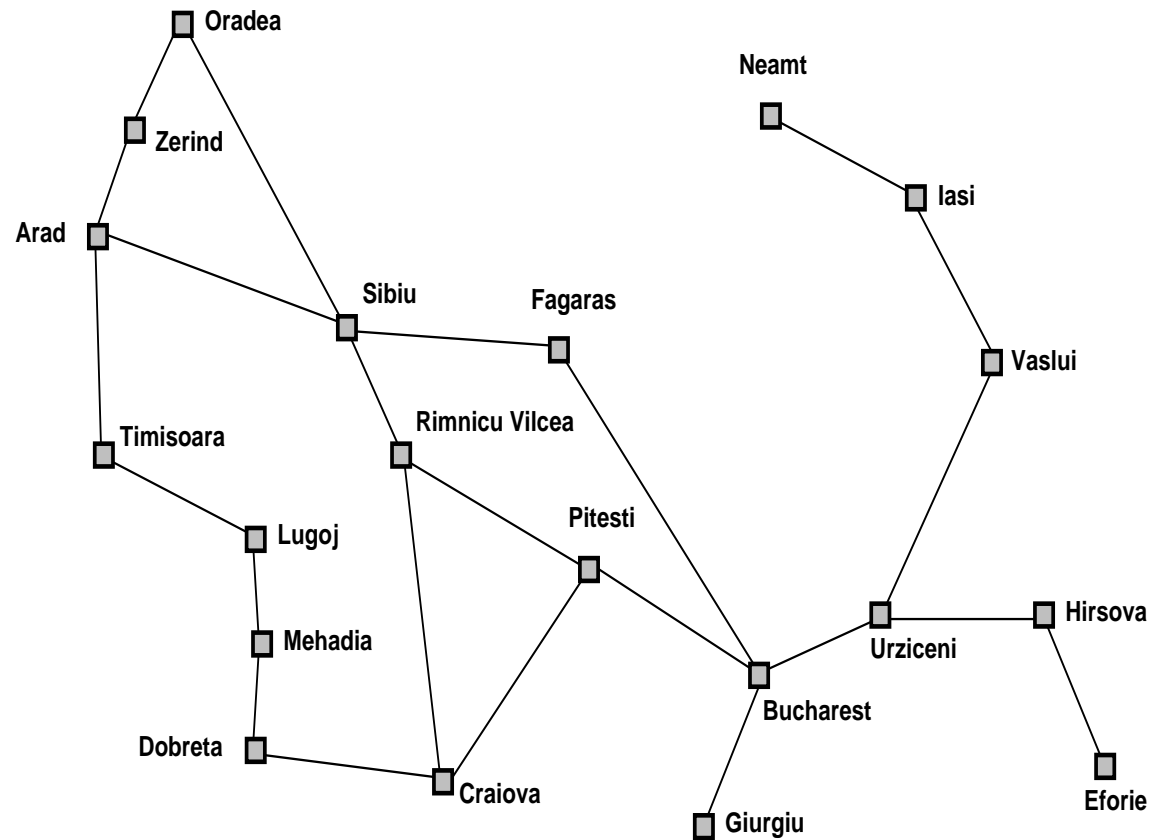 Oradea
Neamt
Zerind
Iasi
Arad
Sibiu
Fagaras
Vaslui
Rimnicu Vilcea
Timisoara
Pitesti
Lugoj
Hirsova
Mehadia
Urziceni
Bucharest
Dobreta
Craiova
Eforie
Giurgiu